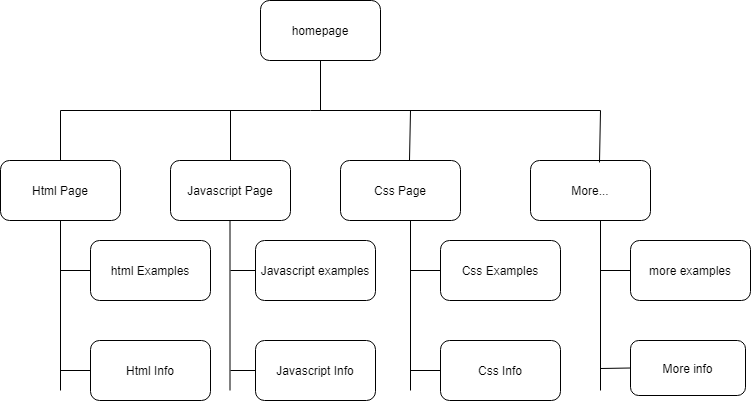 homepage
Html Page
Javascript Page
Css Page
More...
html Examples
Javascript examples
Css Examples
more examples
Html Info
Javascript Info
Css Info
More info